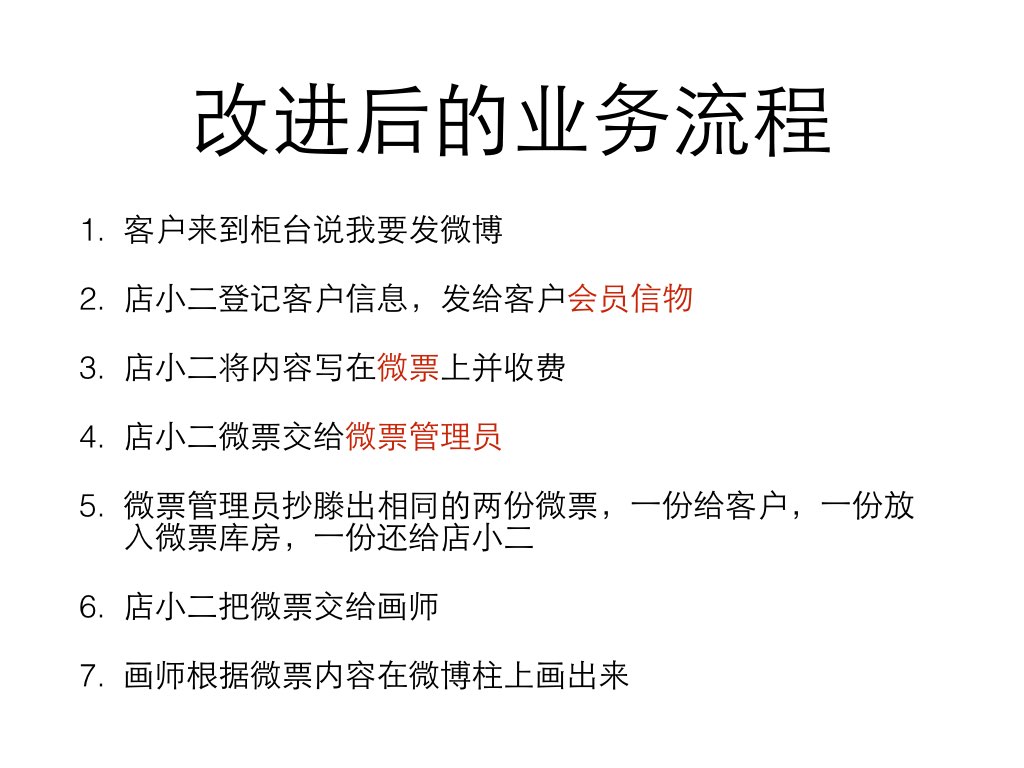 改进后的业务流程
1. 客户来到柜台说我要发微博
2. 店小二登记客户信息，发给客户会员信物
3. 店小二将内容写在微票上并收费
4. 店小二微票交给微票管理员
5. 微票管理员抄滕出相同的两份微票，一份给客户，一份放
入微票库房，一份还给店小二
6. 店小二把微票交给画师
7. 画师根据微票内容在微博柱上画出来